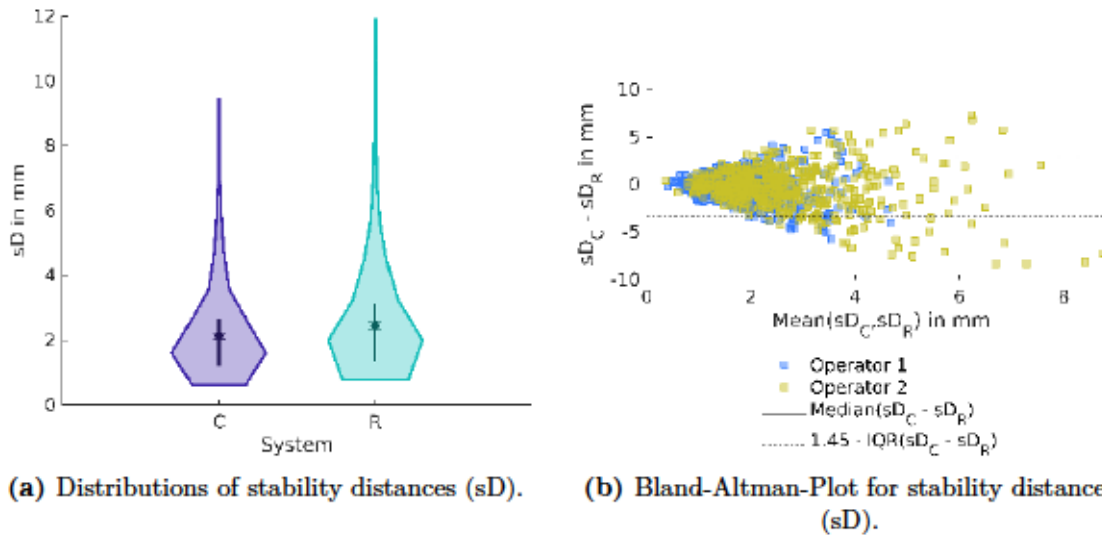 12
10
8
6
4
2
0
sD in mm
C R
System
(a) Distributions of stability distances (sD).
10
5
0
-5
-10
sD_C - sD_R in mm
0 2 4 6 8
Mean(sD_C,sD_R) in mm
Operator 1
Operator 2
Median(sD_C - sD_R)
1.45 · IQR(sD_C - sD_R)
(b) Bland-Altman-Plot for stability distance
(sD).